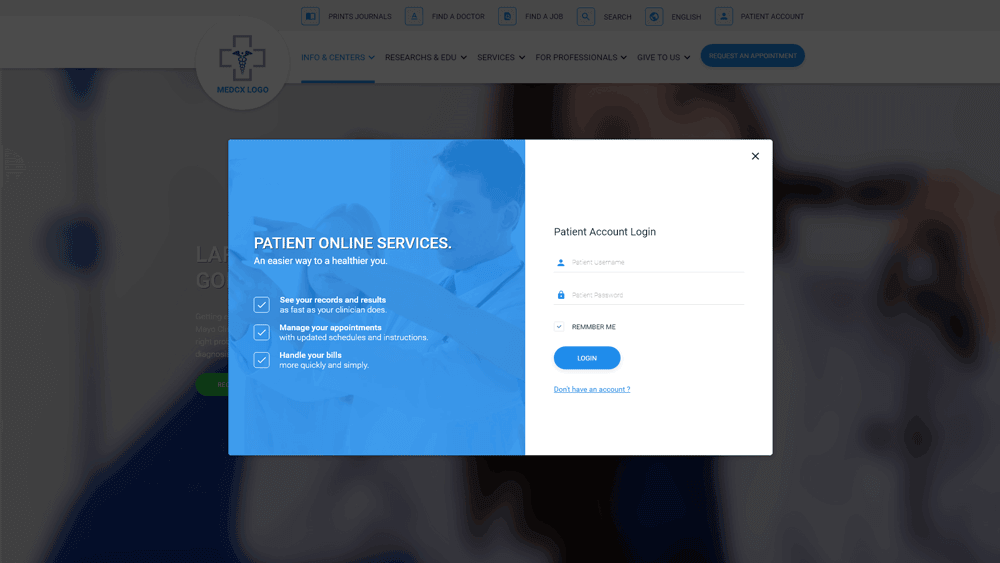 PRINTS JOURNALS
FIND A DOCTOR
FIND A JOB
SEARCH
ENGLISH
PATIENT ACCOUNT
MEDCX LOGO
INFO & CENTERS
RESEARCHS & EDU
SERVICES
FOR PROFESSIONALS
GIVE TO US
REQUEST AN APPOINTMENT
PATIENT ONLINE SERVICES.
An easier way to a healthier you.
See your records and results
as fast as your clinician does.
Manage your appointments
with updated schedules and instructions.
Handle your bills
more quickly and simply.
Patient Account Login
Patient Username
Patient Password
REMMBER ME
LOGIN
Don't have an account ?